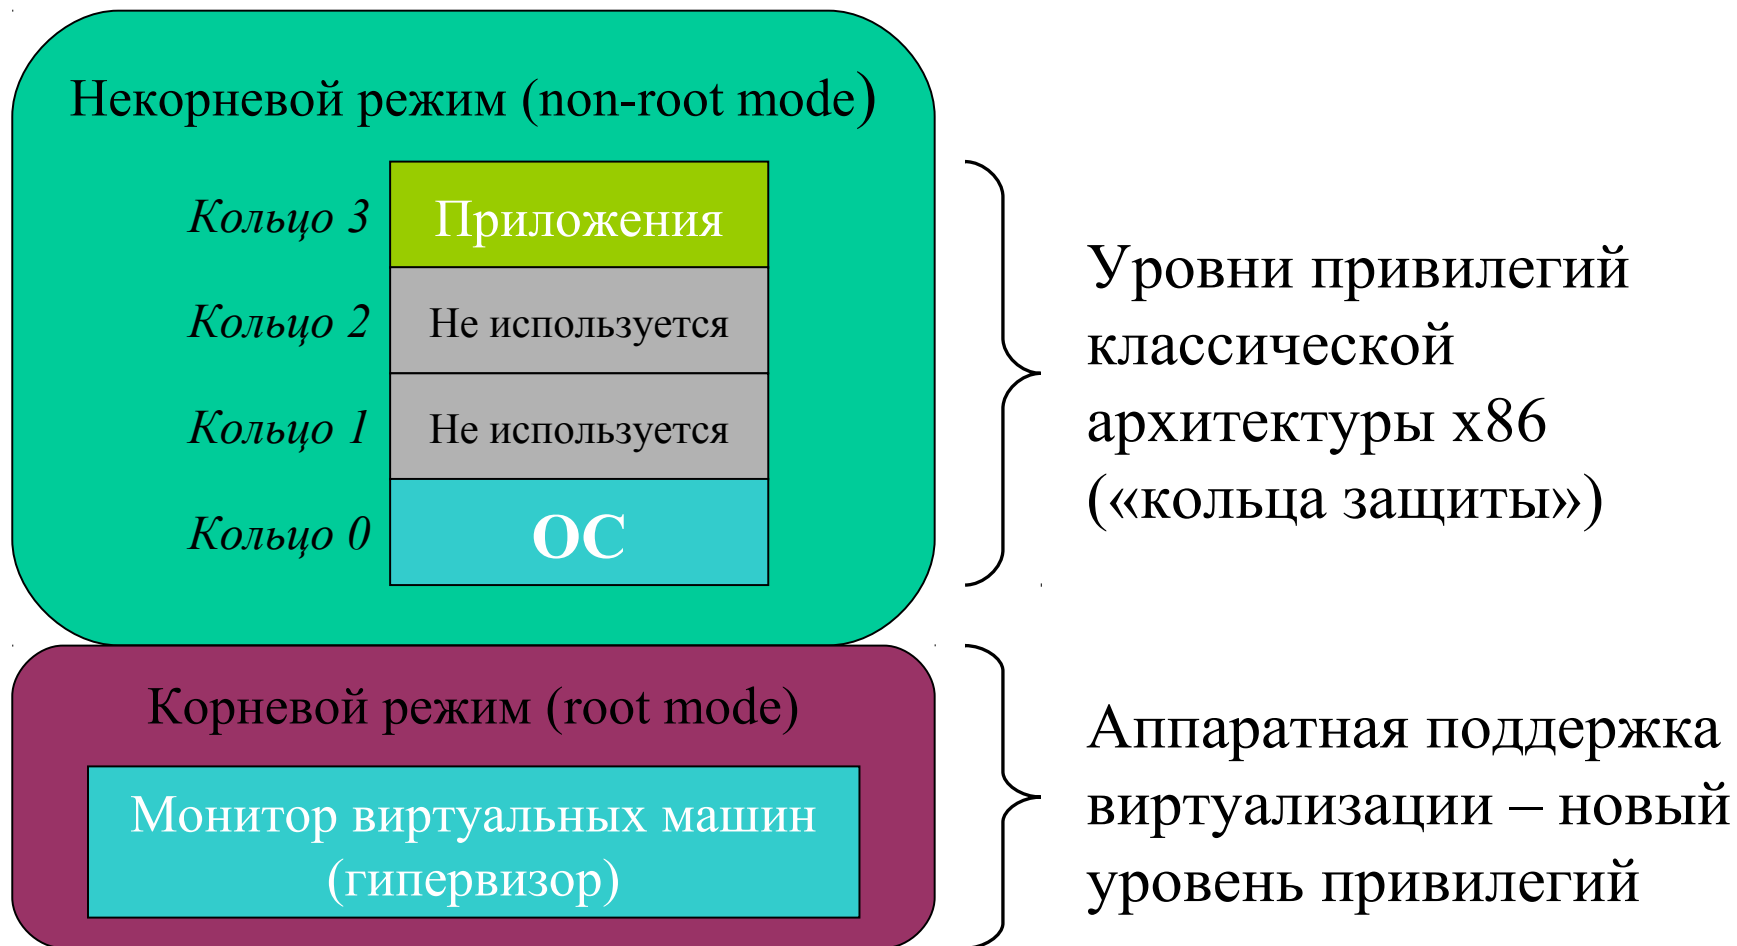 Некорневой режим (non-root mode)
Кольцо 3 Приложения
Кольцо 2 Не используется
Кольцо 1 Не используется
Кольцо 0 ОС
Уровни привилегий
классической
архитектуры x86
(«кольца защиты»)
Корневой режим (root mode)
Монитор виртуальных машин
(гипервизор)
Аппаратная поддержка
виртуализации – новый
уровень привилегий